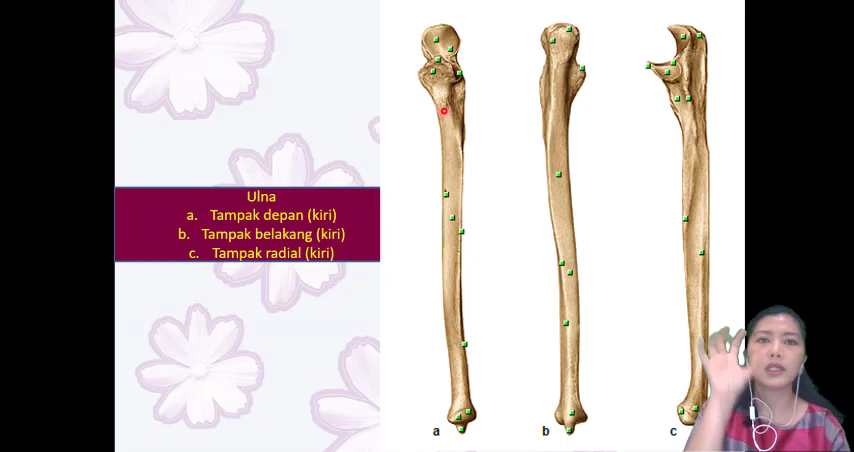 Ulna
a. Tampak depan (kiri)
b. Tampak belakang (kiri)
c. Tampak radial (kiri)
a
b
c